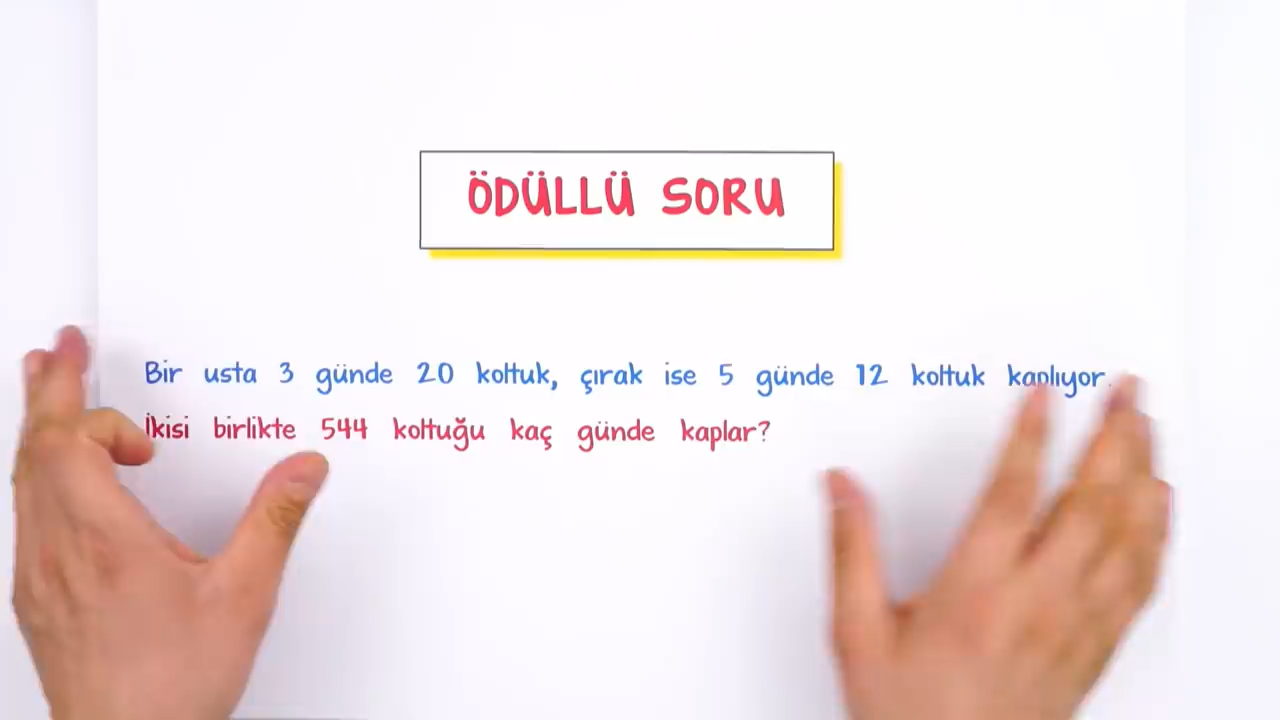 ÖDÜLLÜ SORU
Bir usta 3 günde 20 koltuk, çırak ise 5 günde 12 koltuk kaplıyor.
İkisi birlikte 544 koltuğu kaç günde kaplar?